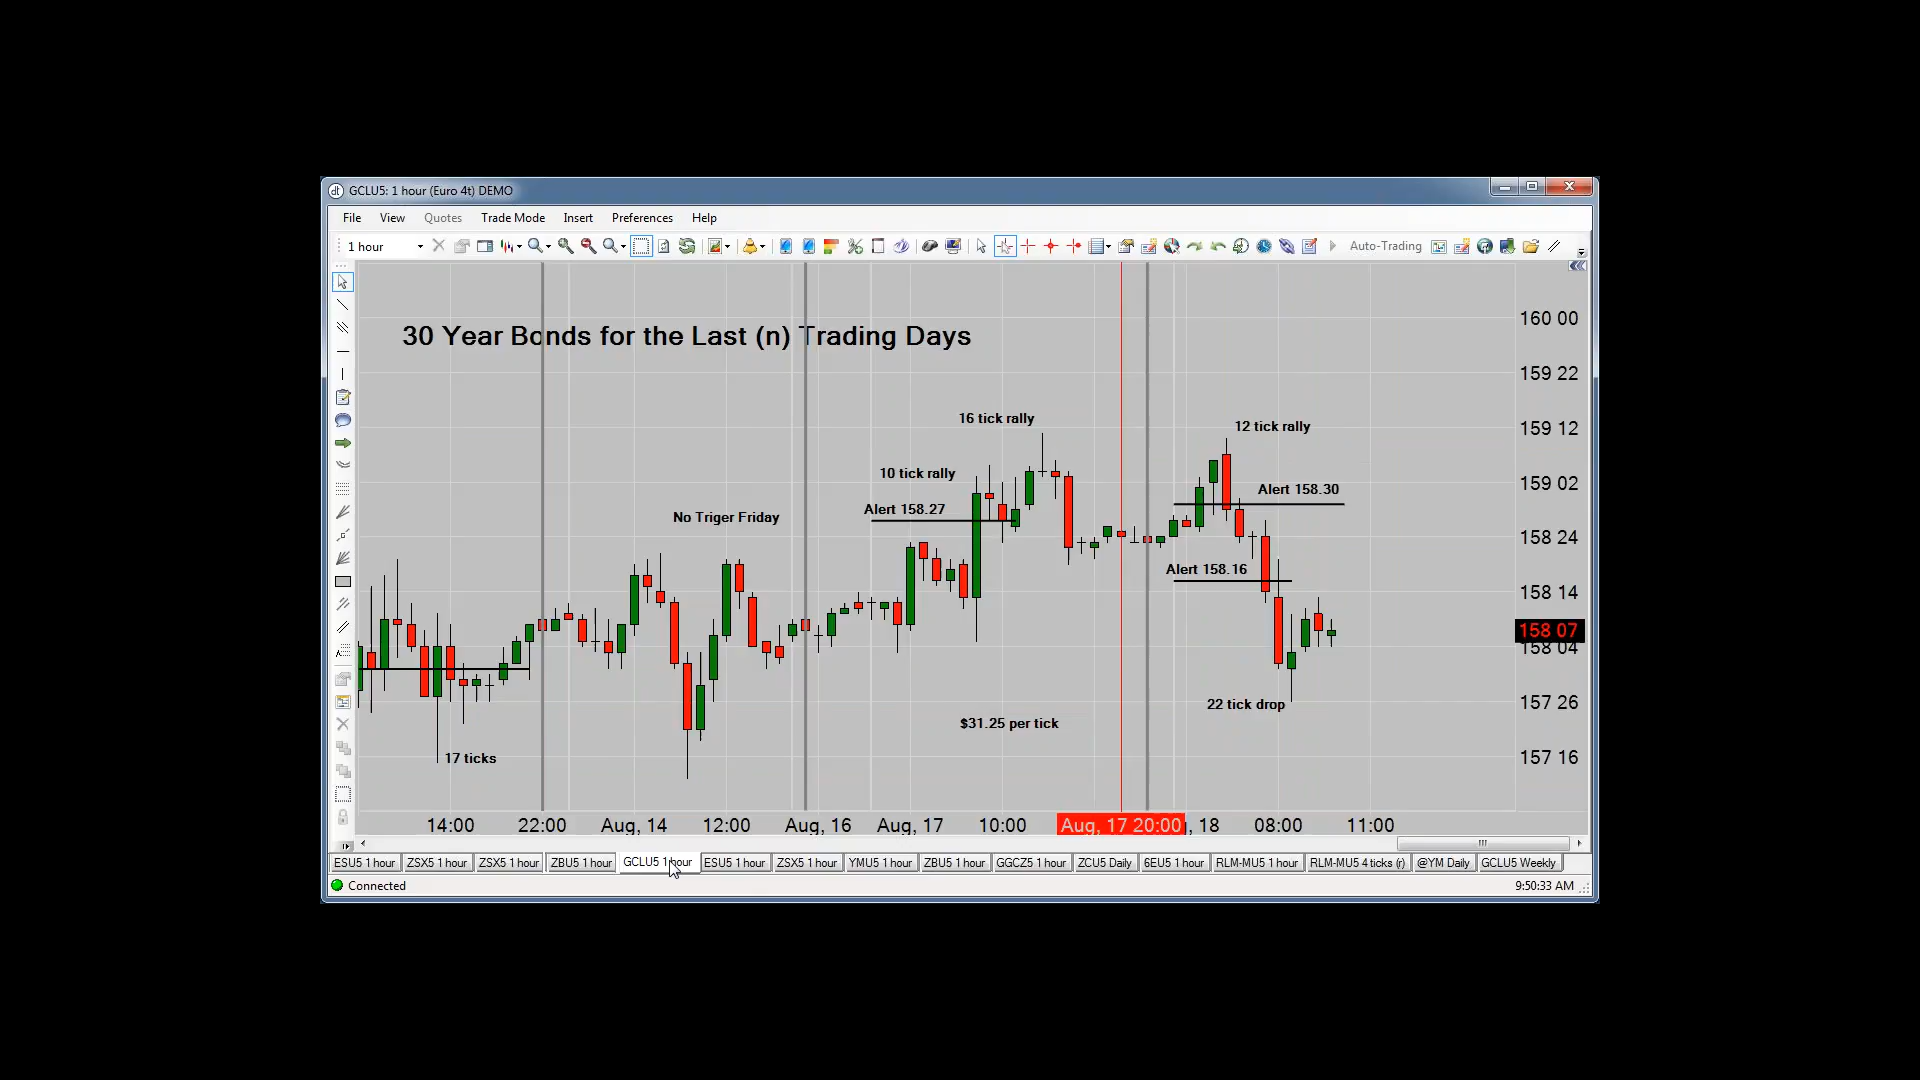 GCLU5: 1 hour (Euro 4t) DEMO
File View Quotes Trade Mode Insert Preferences Help
1 hour Auto-Trading
30 Year Bonds for the Last (n) Trading Days
160 00
159 22
16 tick rally
12 tick rally
159 12
10 tick rally
159 02
Alert 158.30
Alert 158.27
No Triger Friday
158 24
Alert 158.16
158 14
158 07
158 04
157 26
22 tick drop
$31.25 per tick
17 ticks
157 16
14:00 22:00 Aug, 14 12:00 Aug, 16 Aug, 17 10:00 Aug, 17 20:00 , 18 08:00 11:00
ESU5 1 hour ZSX5 1 hour ZSX5 1 hour ZBU5 1 hour GCLU5 1 hour ESU5 1 hour ZSX5 1 hour YMU5 1 hour ZBU5 1 hour GGCZ5 1 hour ZCU5 Daily 6EU5 1 hour RLM-MU5 1 hour RLM-MU5 4 ticks (r) @YM Daily GCLU5 Weekly
Connected 9:50:33 AM